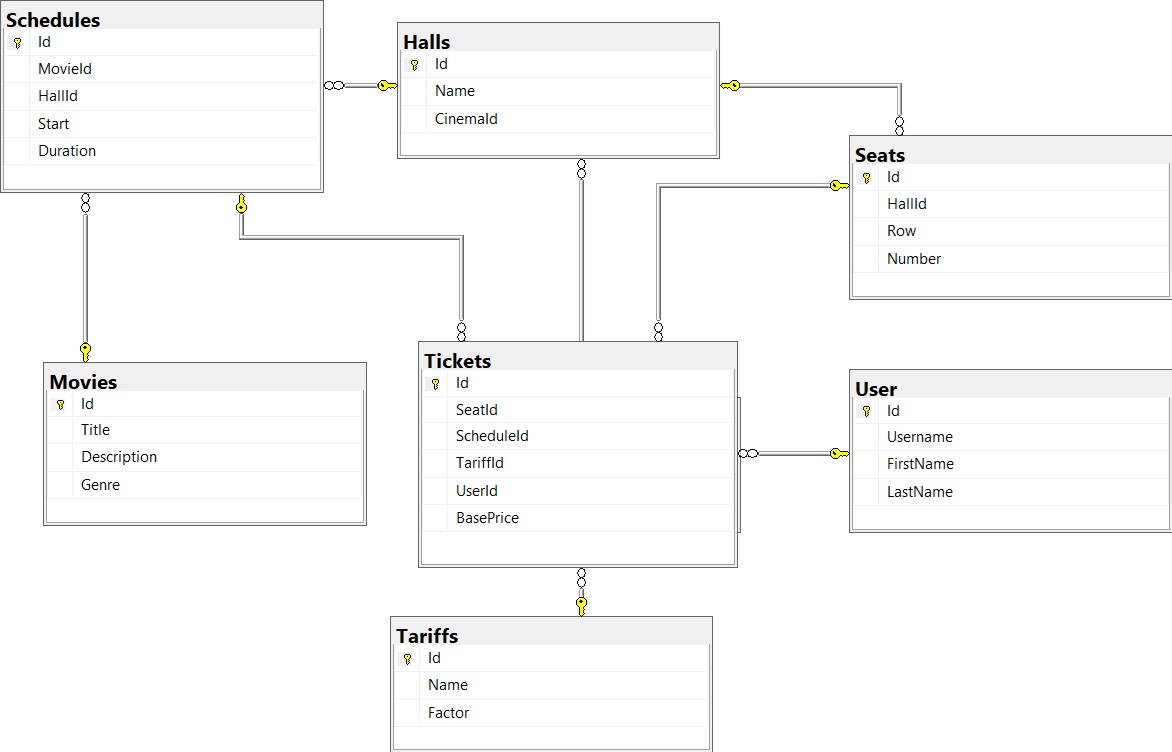 Schedules
Id
MovieId
HallId
Start
Duration
Halls
Id
Name
CinemaId
Seats
Id
HallId
Row
Number
Movies
Id
Title
Description
Genre
Tickets
Id
SeatId
ScheduleId
TariffId
UserId
BasePrice
User
Id
Username
FirstName
LastName
Tariffs
Id
Name
Factor